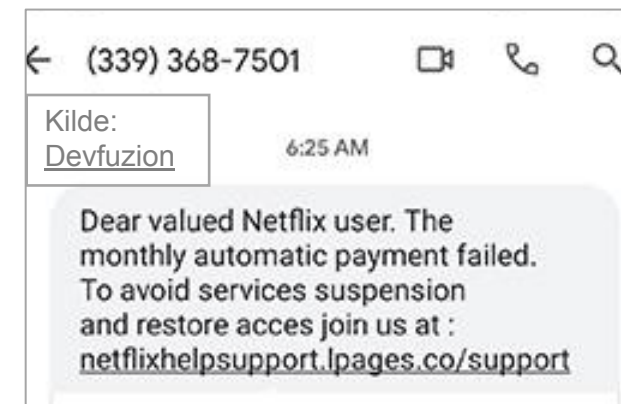 (339) 368-7501
Kilde:
Devfuzion
6:25 AM
Dear valued Netflix user. The
monthly automatic payment failed.
To avoid services suspension
and restore acces join us at :
netflixhelpsupport.lpages.co/support